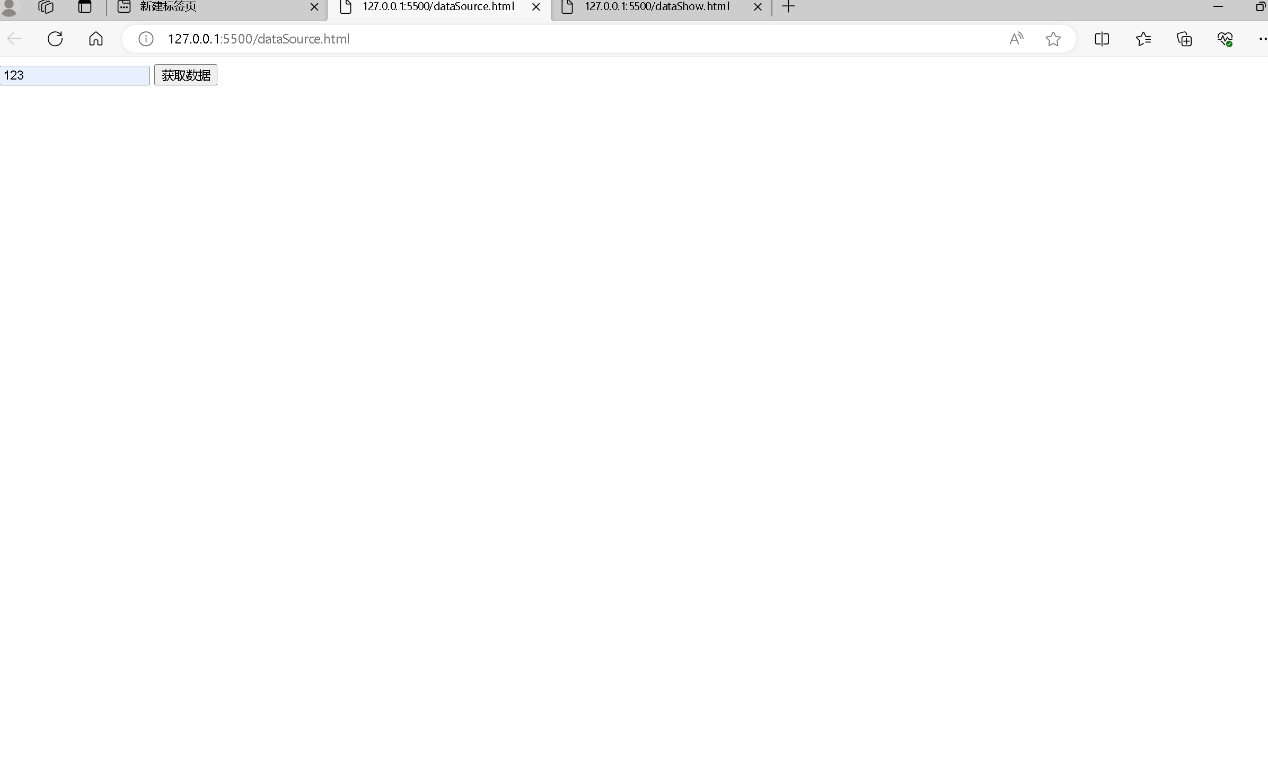 新建标签页
127.0.0.1:5500/dataSource.html
127.0.0.1:5500/dataShow.html
127.0.0.1:5500/dataSource.html
123
获取数据